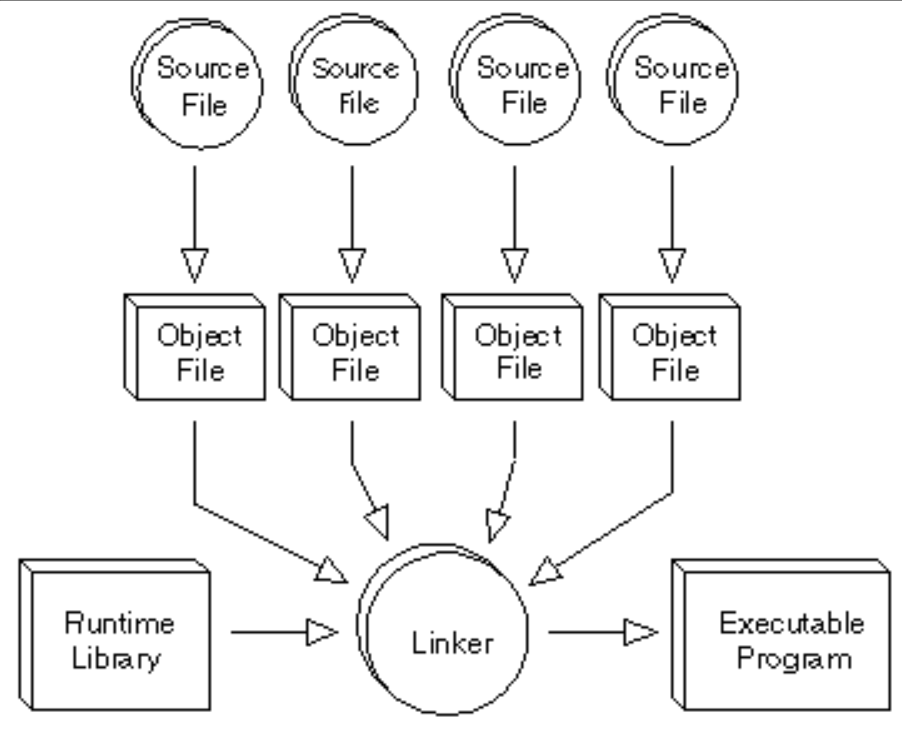 Source
File
Source
File
Source
File
Source
File
Object
File
Object
File
Object
File
Object
File
Runtime
Library
Linker
Executable
Program